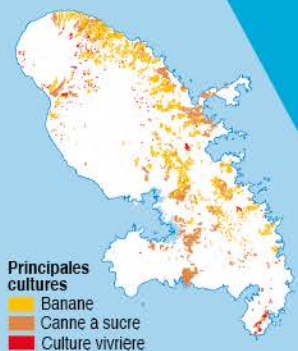 Principales
cultures
Banane
Canne à sucre
Culture vivrière